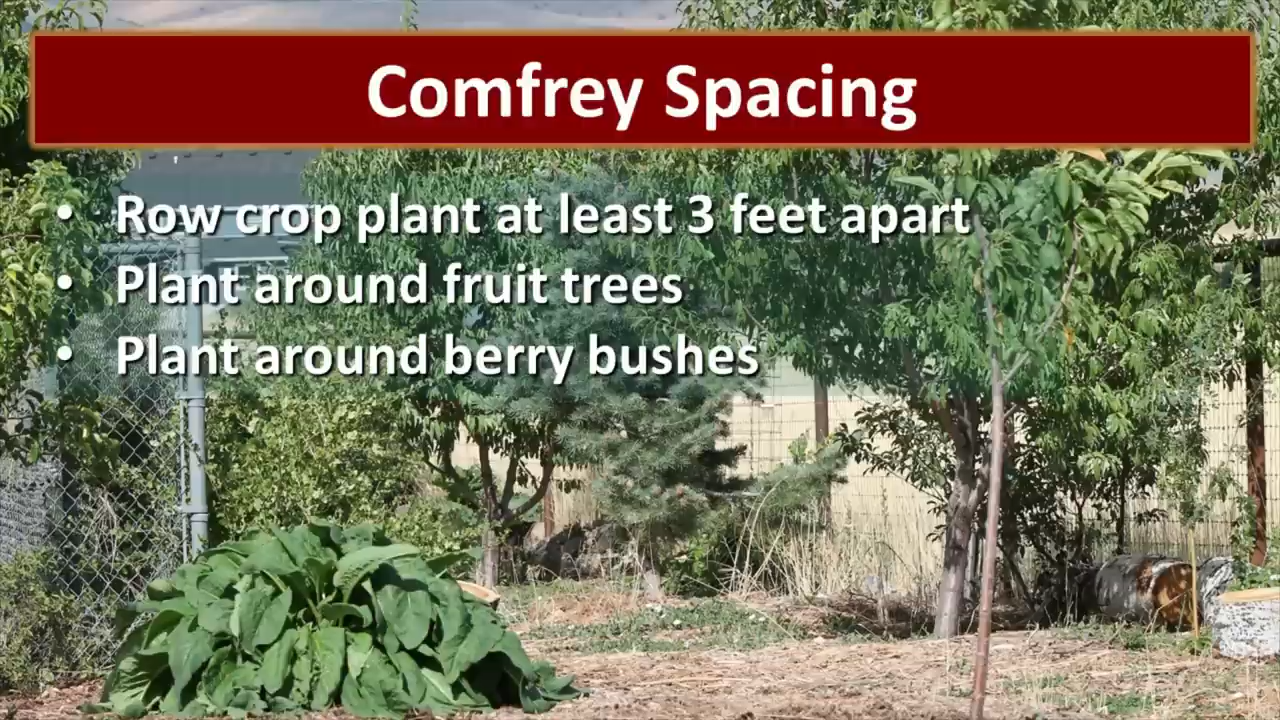 Comfrey Spacing
• Row crop plant at least 3 feet apart
• Plant around fruit trees
• Plant around berry bushes